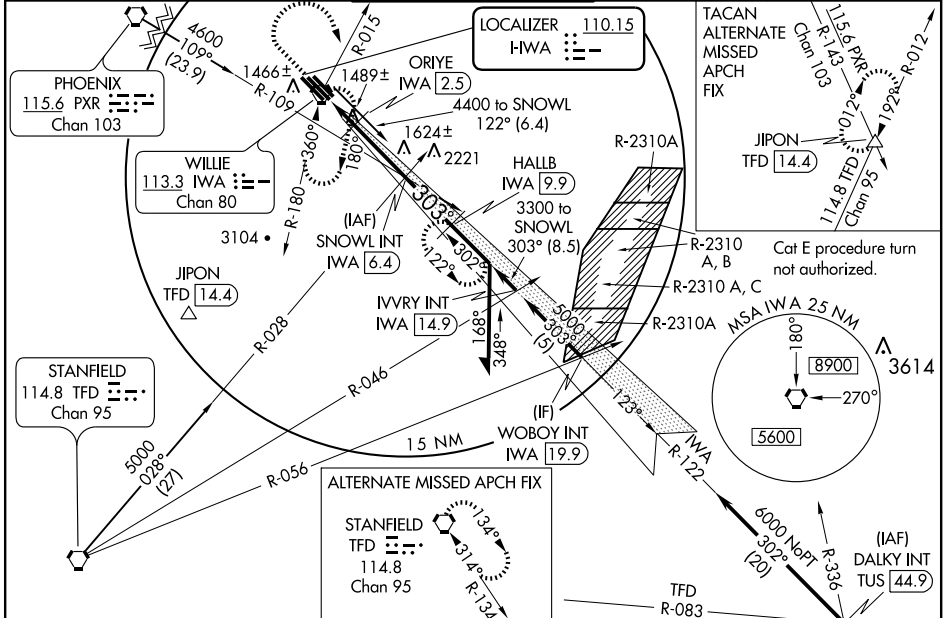 4600
109°
(23.9)
R-109
PHOENIX
115.6 PXR
Chan 103
R-015
1466±
1489±
ORIYE
IWA 2.5
LOCALIZER 110.15
I-IWA
4400 to SNOWL
122° (6.4)
1624±
2221
WILLIE
113.3 IWA
Chan 80
360°
180°
R-180
3104
303°
HALLB
IWA 9.9
3300 to
SNOWL
303° (8.5)
(IAF)
SNOWL INT
IWA 6.4
302°
122°
JIPON
TFD 14.4
R-028
IVVRY INT
IWA 14.9
168°
348°
5000
303°
(5)
R-2310A
R-2310
A, B
R-2310 A, C
R-2310A
TACAN
ALTERNATE
MISSED
APCH
FIX
115.6 PXR
R-143
Chan 103
R-012
012°
192°
JIPON
TFD 14.4
114.8 TFD
Chan 95
Cat E procedure turn
not authorized.
MSA IWA 25 NM
180°
8900
270°
5600
3614
STANFIELD
114.8 TFD
Chan 95
R-046
R-056
5000
028°
(27)
15 NM
(IF)
WOBOY INT
IWA 19.9
123°
IWA
R-122
ALTERNATE MISSED APCH FIX
STANFIELD
TFD
114.8
Chan 95
134°
314°
R-134
6000 NoPT
302°
(20)
R-336
(IAF)
DALKY INT
TUS 44.9
TFD
R-083